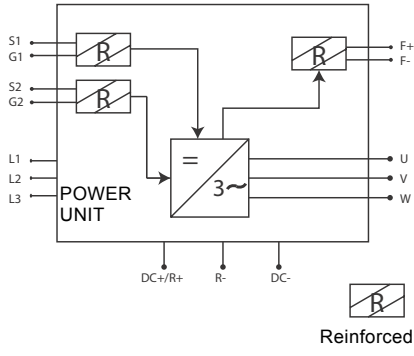 S1
G1
R
R
F+
F-
S2
G2
R
=
3~
L1
L2
L3
POWER
UNIT
U
V
W
DC+/R+
R-
DC-
R
Reinforced